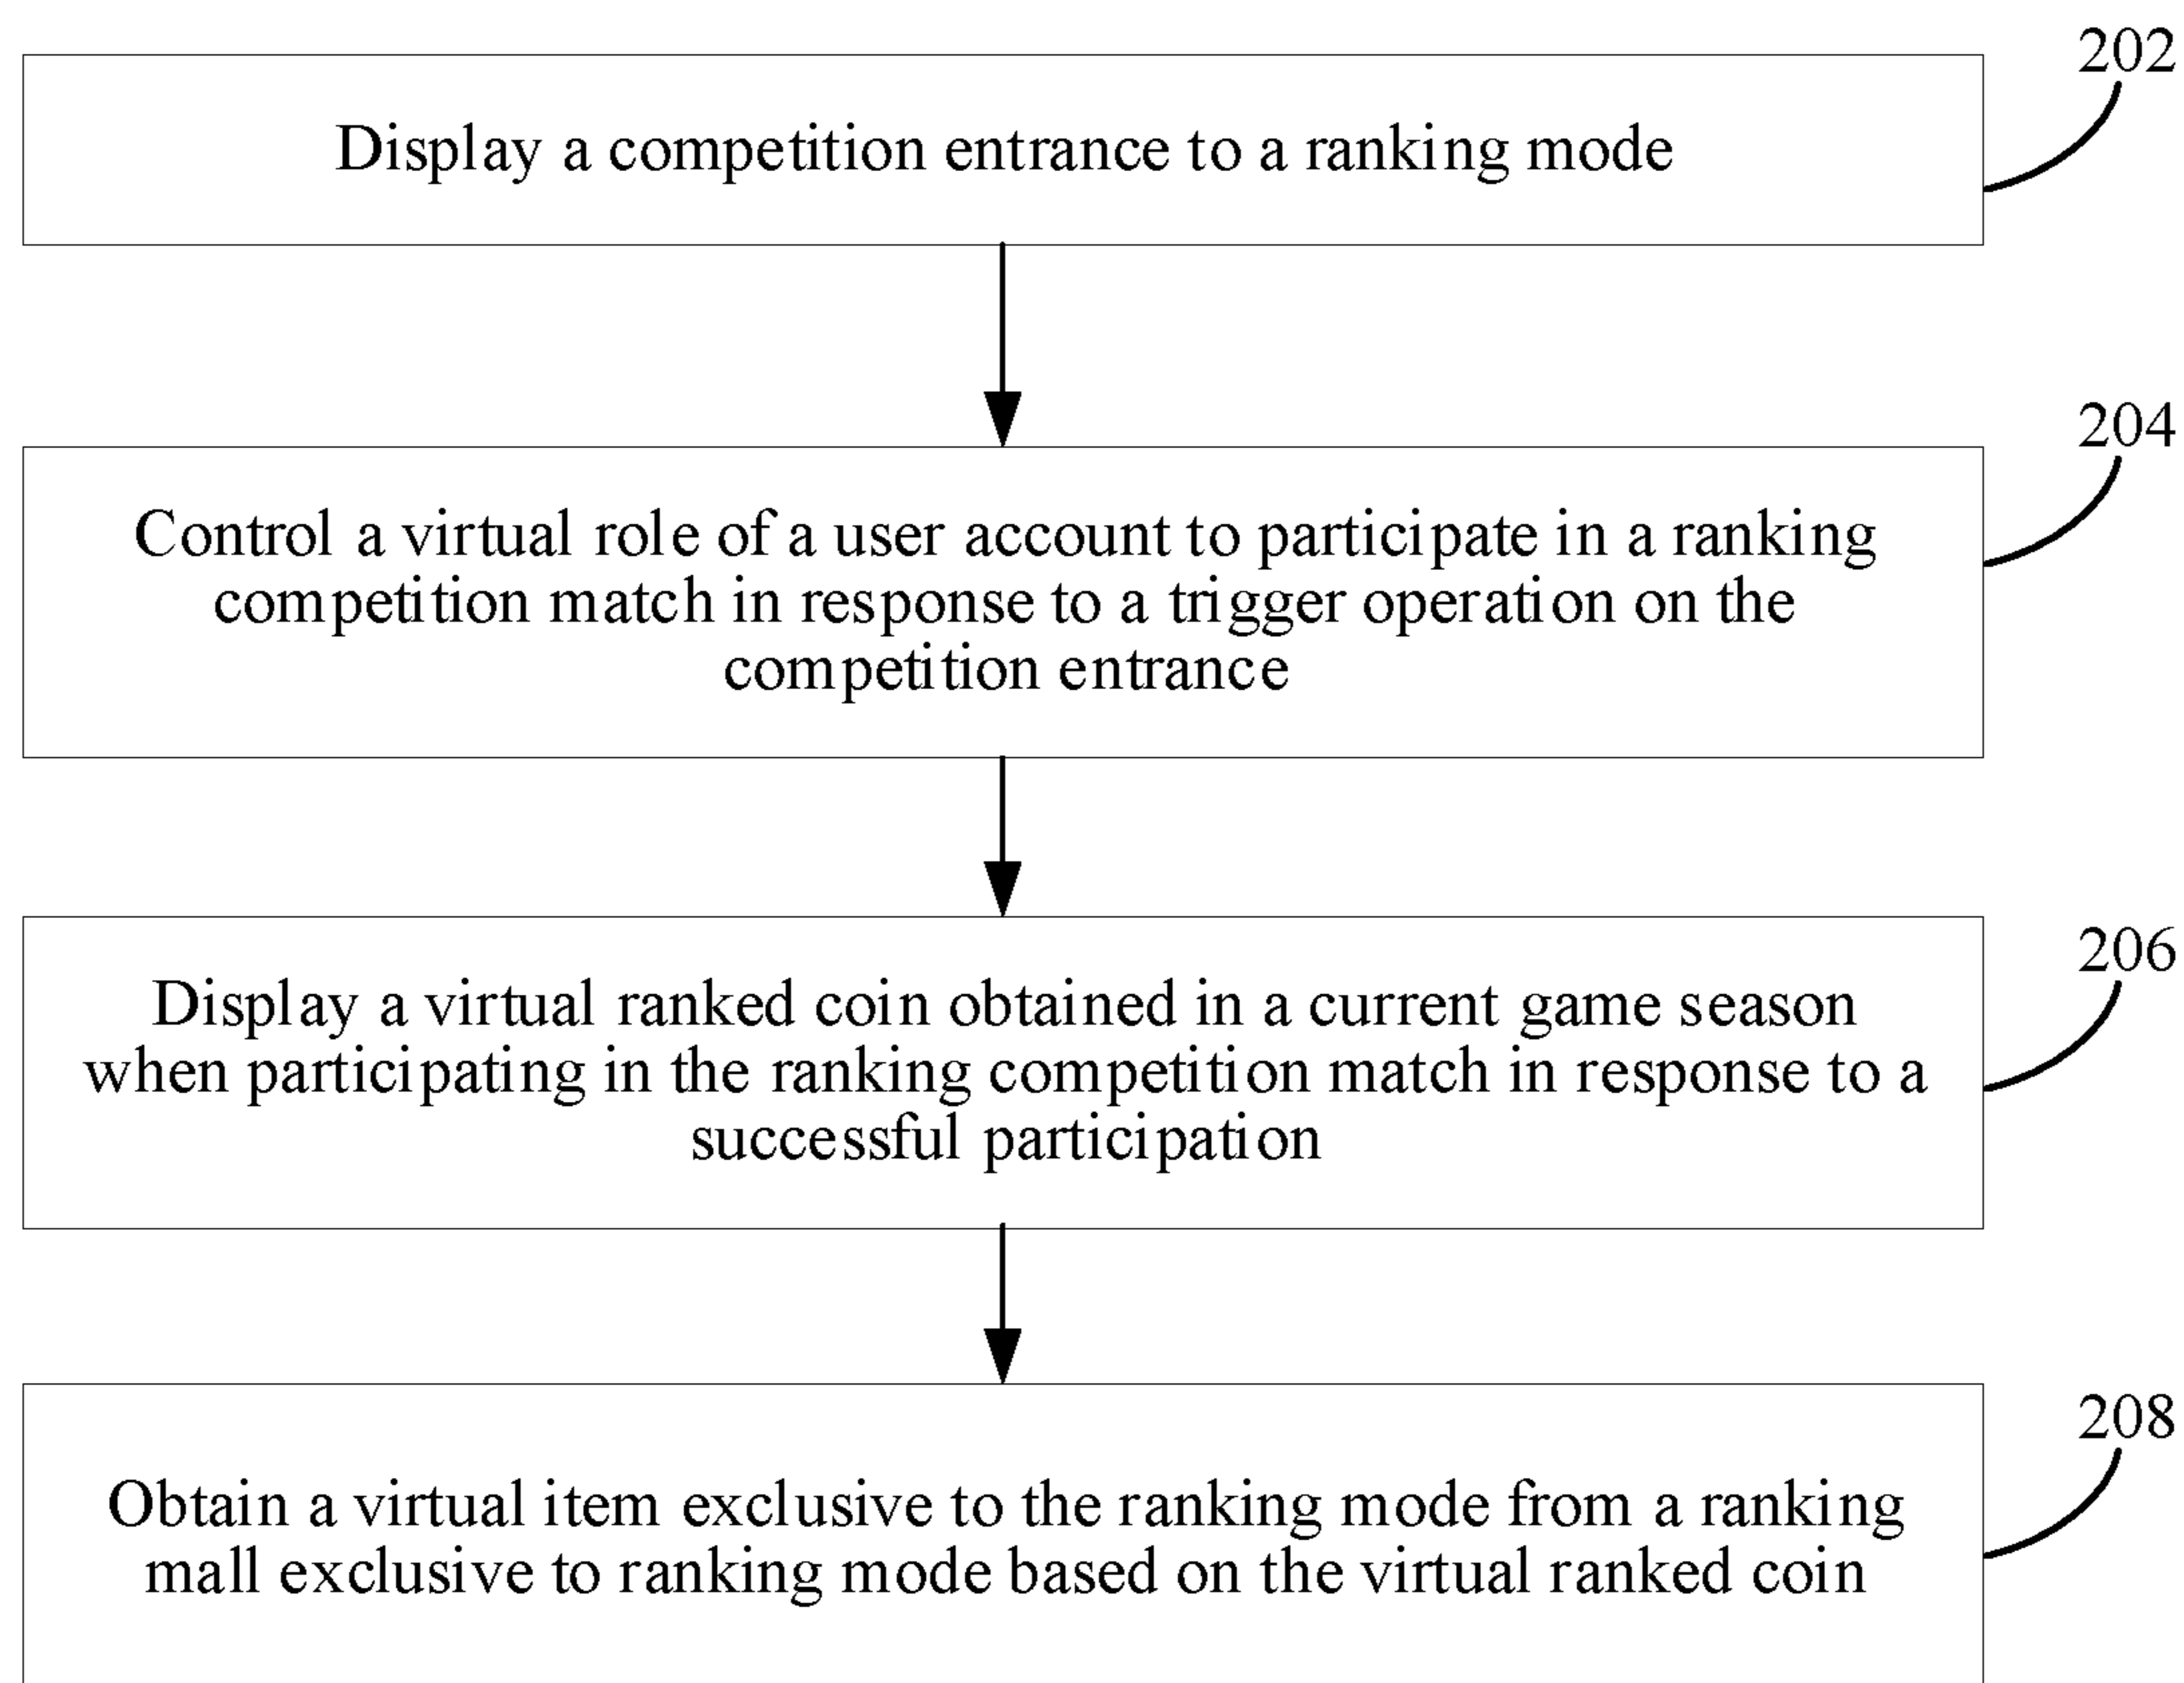 202
Display a competition entrance to a ranking mode
204
Control a virtual role of a user account to participate in a ranking
competition match in response to a trigger operation on the
competition entrance
206
Display a virtual ranked coin obtained in a current game season
when participating in the ranking competition match in response to a
successful participation
208
Obtain a virtual item exclusive to the ranking mode from a ranking
mall exclusive to ranking mode based on the virtual ranked coin